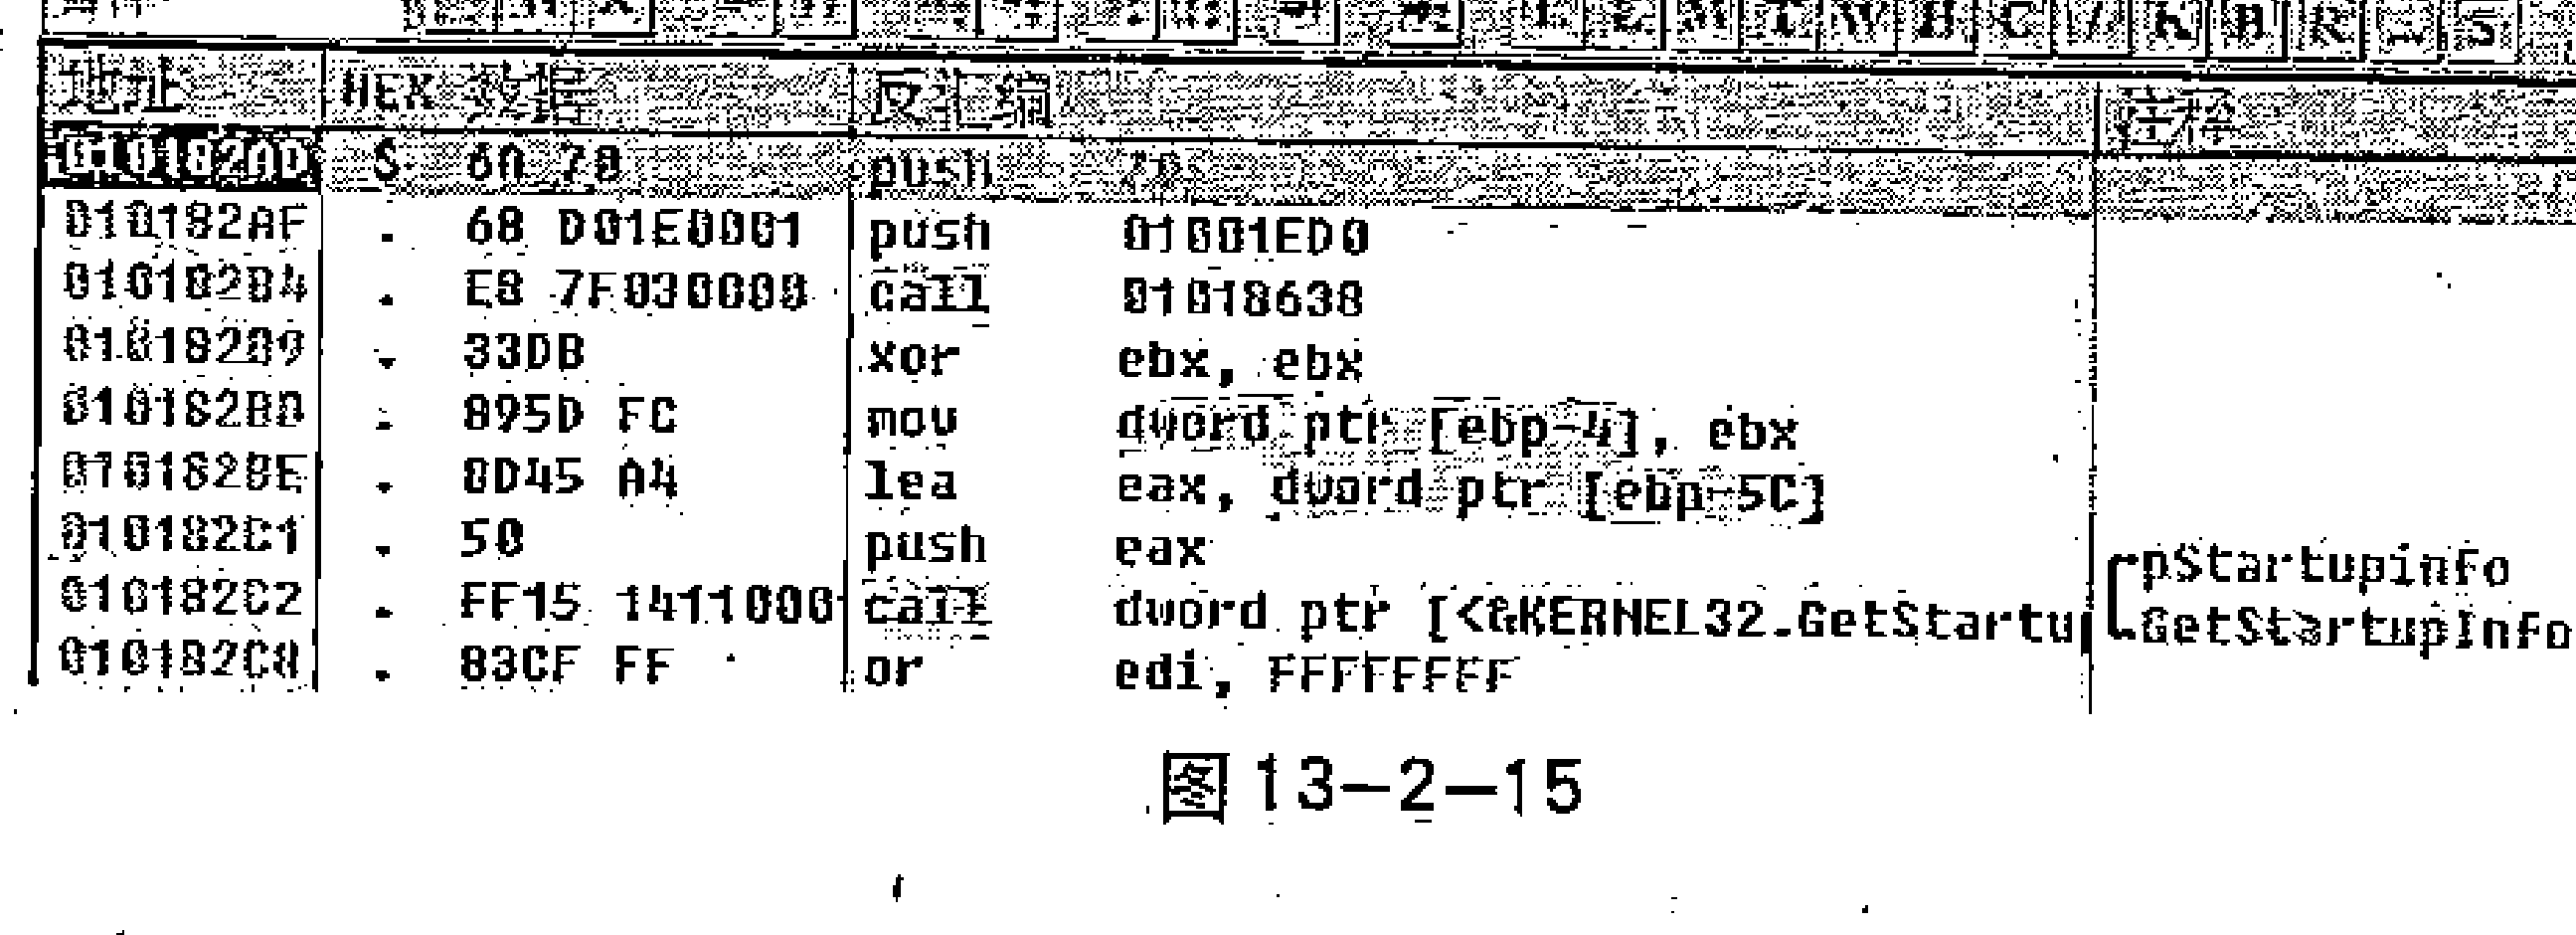 L E M T W H C / K B R ... S
地址 HEX 数据 反汇编 注释
010182AD $ 6A 70 push 70
010182AF . 68 D01E0001 push 01001ED0
010182B4 . E8 7F030000 call 01018638
010182B9 . 33DB xor ebx, ebx
010182BB . 895D FC mov dword ptr [ebp-4], ebx
010182BE . 8D45 A4 lea eax, dword ptr [ebp-5C]
010182C1 . 50 push eax pStartupinfo
010182C2 . FF15 1411000 call dword ptr [<&KERNEL32.GetStartu GetStartupInfo
010182C8 . 83CF FF or edi, FFFFFFFF
图 13-2-15